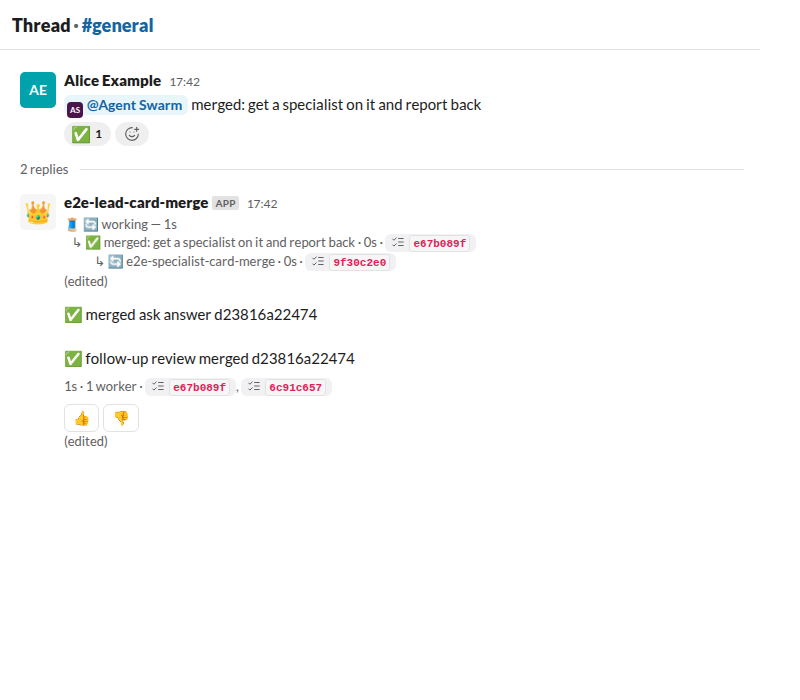 Thread • #general
AE
Alice Example 17:42
AS @Agent Swarm merged: get a specialist on it and report back
✅ 1
2 replies
e2e-lead-card-merge APP 17:42
🧵 🔄 working — 1s
↳ ✅ merged: get a specialist on it and report back · 0s · e67b089f
↳ 🔄 e2e-specialist-card-merge · 0s · 9f30c2e0
(edited)
✅ merged ask answer d23816a22474
✅ follow-up review merged d23816a22474
1s · 1 worker · e67b089f , 6c91c657
👍 👎
(edited)